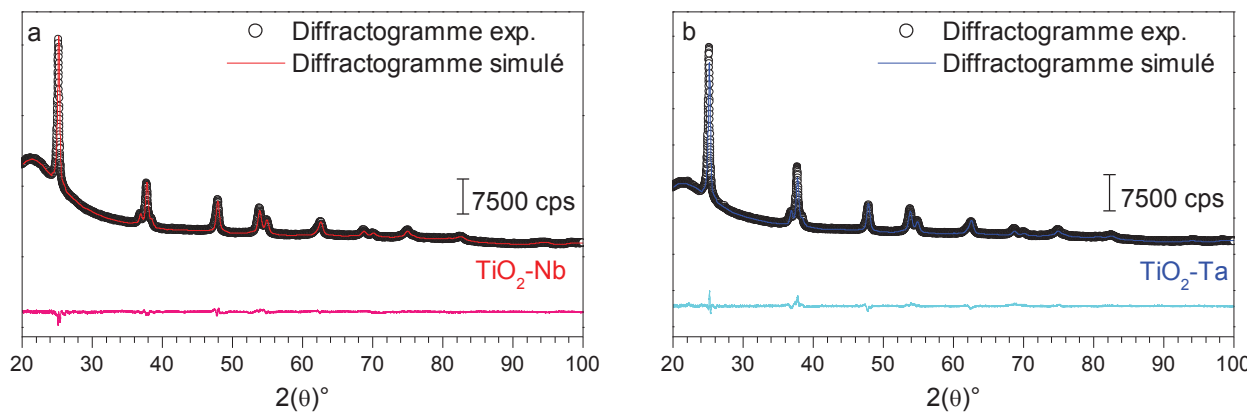 a
Diffractogramme exp.
Diffractogramme simulé
7500 cps
TiO₂-Nb
20 30 40 50 60 70 80 90 100
2(θ)°
b
Diffractogramme exp.
Diffractogramme simulé
7500 cps
TiO₂-Ta
20 30 40 50 60 70 80 90 100
2(θ)°